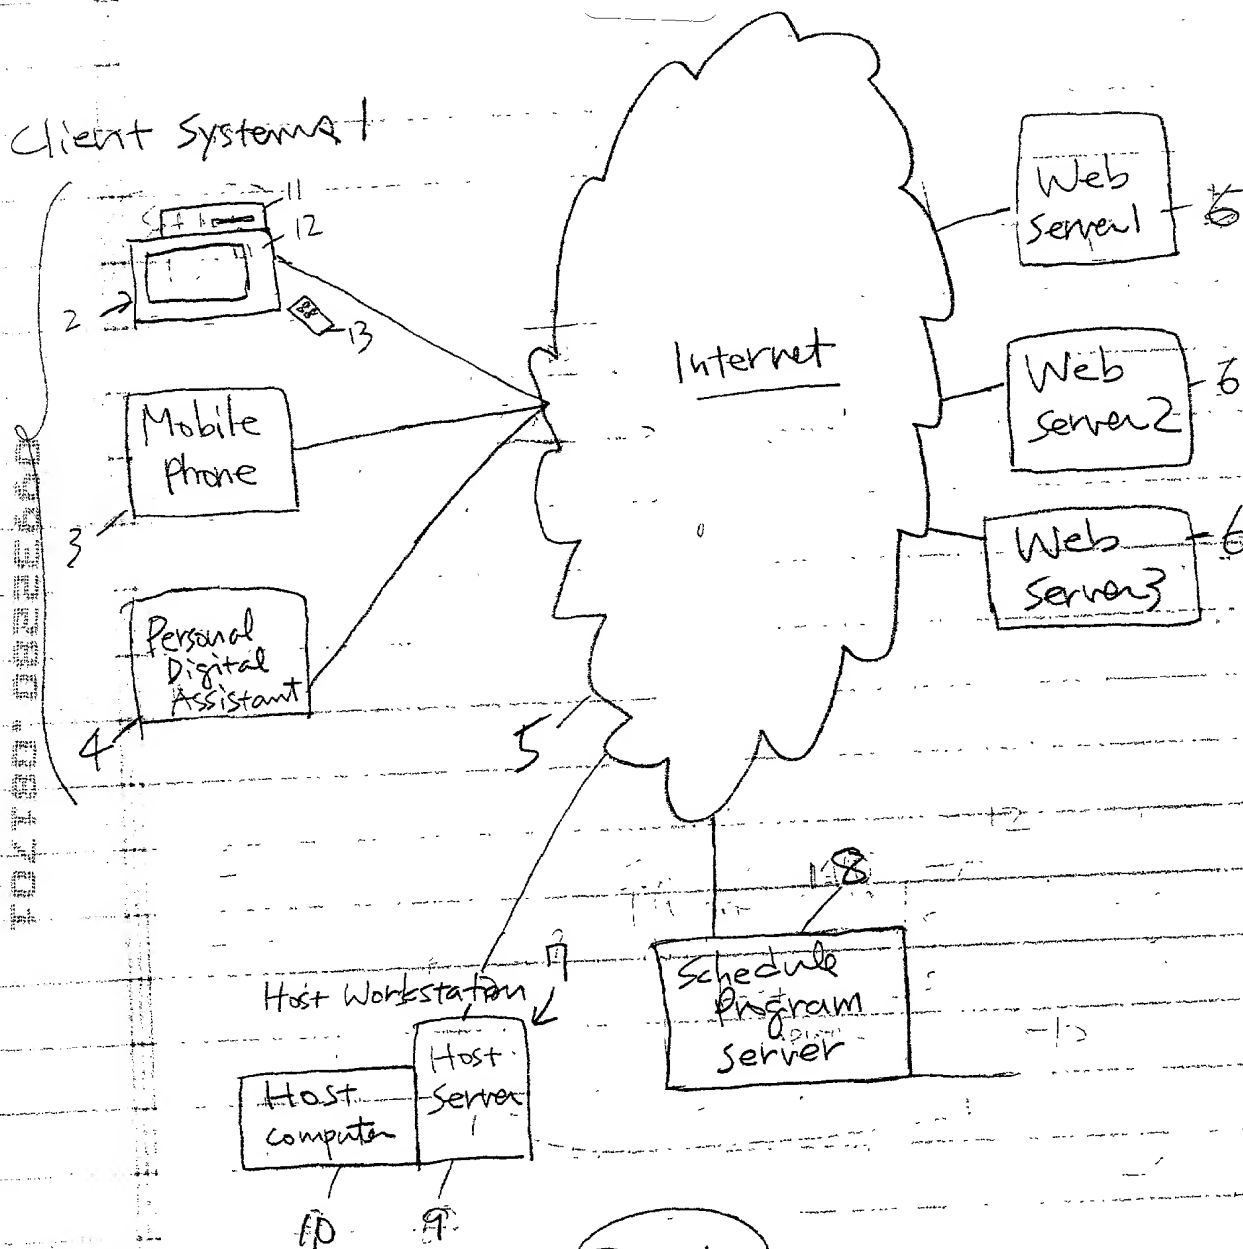 Client Systems 1
11
12
2
13
Mobile
Phone
3
Personal
Digital
Assistant
4
Internet
5
Web
Server1
6
Web
Server2
6
Web
Server3
6
8
Schedule
Program
Server
7
Host Workstation
Host
Server
Host
computer
10
9